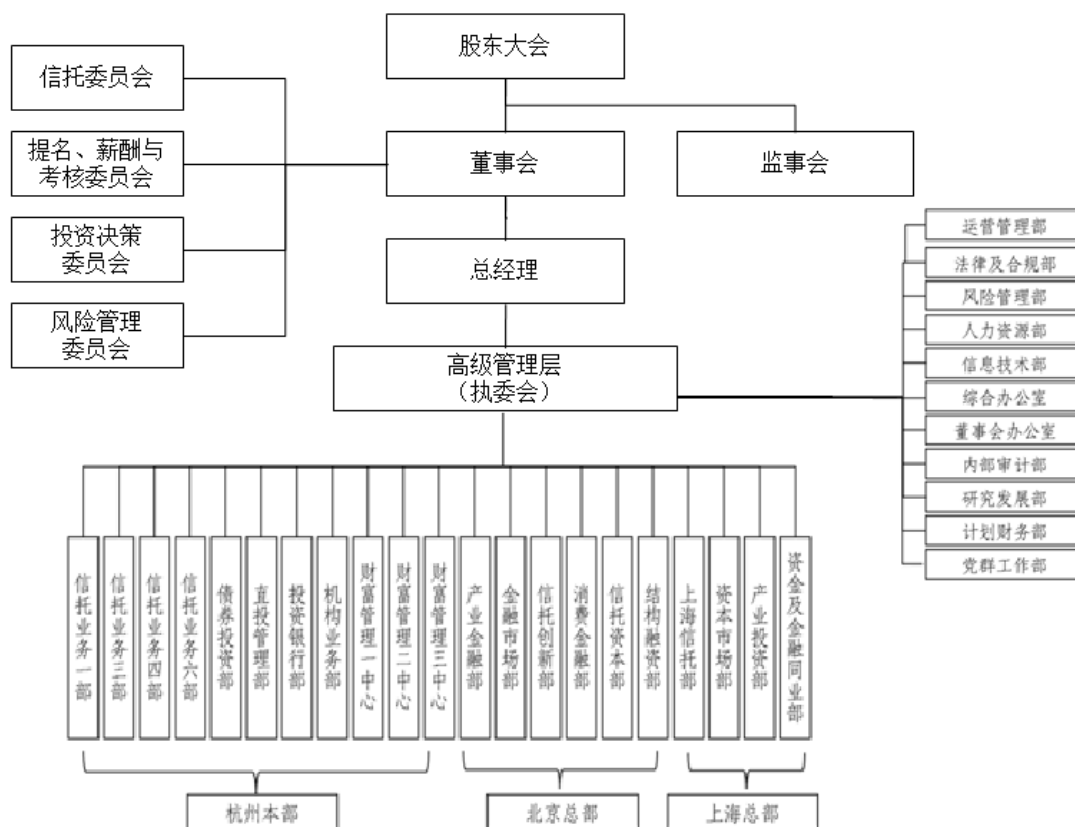 股东大会
信托委员会
提名、薪酬与
考核委员会
董事会
监事会
投资决策
委员会
总经理
风险管理
委员会
高级管理层
（执委会）
运营管理部
法律及合规部
风险管理部
人力资源部
信息技术部
综合办公室
董事会办公室
内部审计部
研究发展部
计划财务部
党群工作部
信托业务一部
信托业务三部
信托业务四部
信托业务六部
债券投资部
直投管理部
投资银行部
机构业务部
财富管理一中心
财富管理二中心
财富管理三中心
产业金融部
金融市场部
信托创新部
消费金融部
信托资本部
结构融资部
上海信托部
资本市场部
产业投资部
资金及金融同业部
杭州本部
北京总部
上海总部